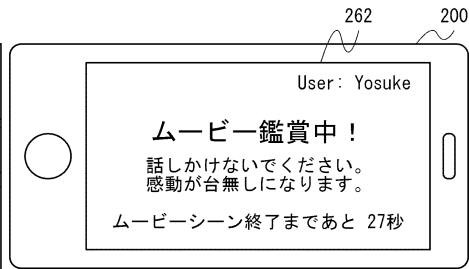 262
200
User: Yosuke
ムービー鑑賞中！
話しかけないでください。
感動が台無しになります。
ムービーシーン終了まであと 27秒